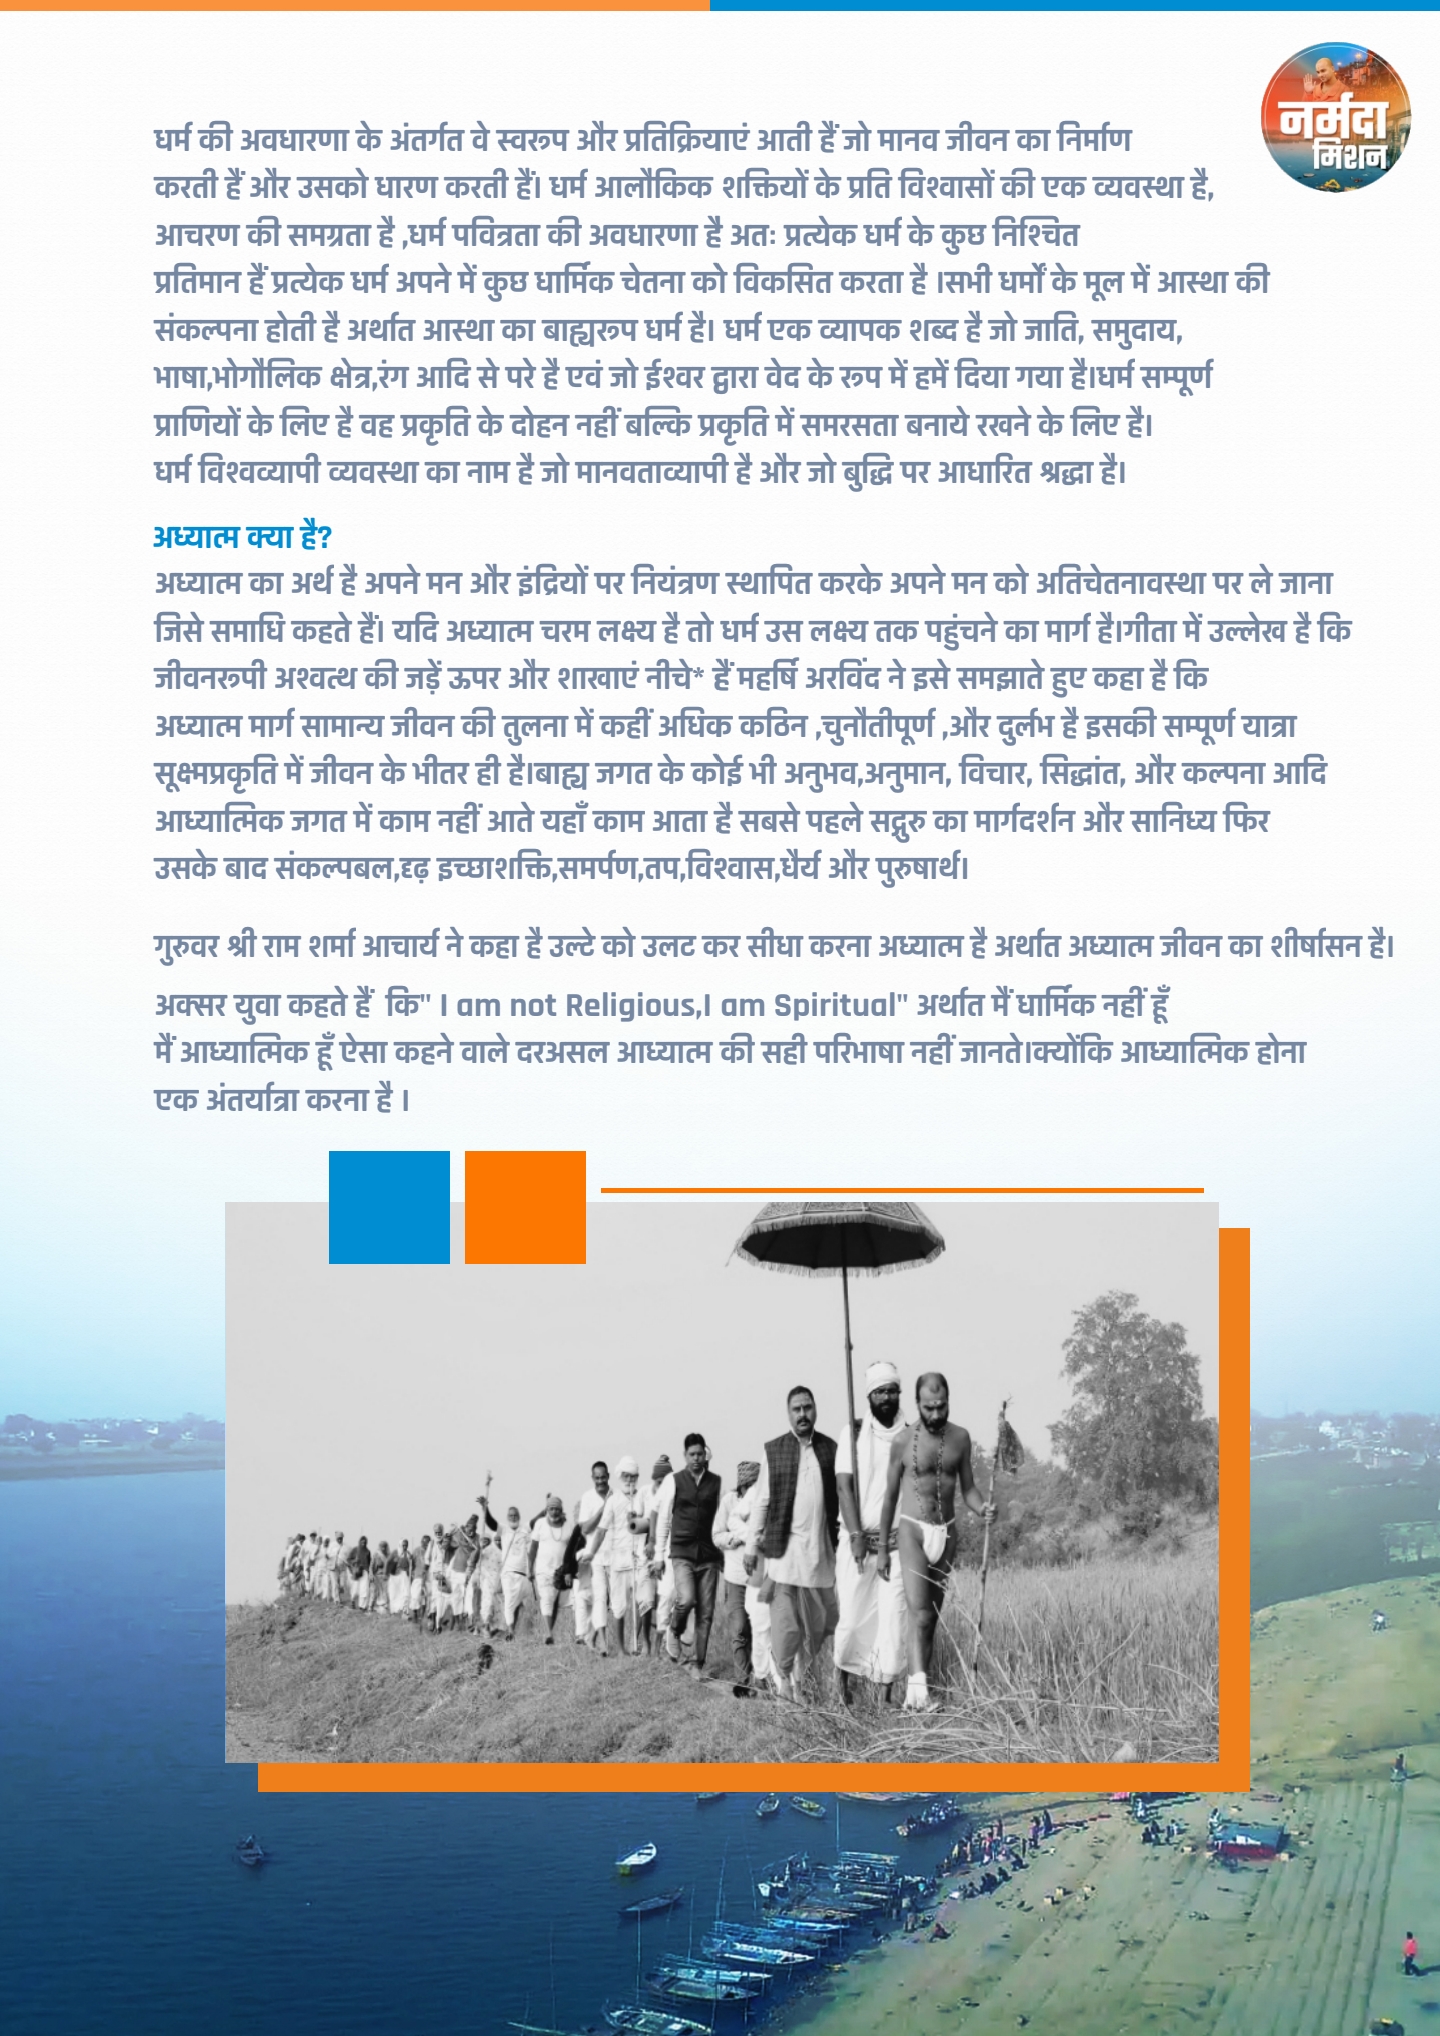 नर्मदा
मिशन
धर्म की अवधारणा के अंतर्गत वे स्वरूप और प्रतिक्रियाएं आती हैं जो मानव जीवन का निर्माण
करती हैं और उसको धारण करती हैं। धर्म आलौकिक शक्तियों के प्रति विश्वासों की एक व्यवस्था है,
आचरण की समग्रता है ,धर्म पवित्रता की अवधारणा है अतः प्रत्येक धर्म के कुछ निश्चित
प्रतिमान हैं प्रत्येक धर्म अपने में कुछ धार्मिक चेतना को विकसित करता है ।सभी धर्मों के मूल में आस्था की
संकल्पना होती है अर्थात आस्था का बाह्यरूप धर्म है। धर्म एक व्यापक शब्द है जो जाति, समुदाय,
भाषा,भोगौलिक क्षेत्र,रंग आदि से परे है एवं जो ईश्वर द्वारा वेद के रूप में हमें दिया गया है।धर्म सम्पूर्ण
प्राणियों के लिए है वह प्रकृति के दोहन नहीं बल्कि प्रकृति में समरसता बनाये रखने के लिए है।
धर्म विश्वव्यापी व्यवस्था का नाम है जो मानवताव्यापी है और जो बुद्धि पर आधारित श्रद्धा है।
अध्यात्म क्या है?
अध्यात्म का अर्थ है अपने मन और इंद्रियों पर नियंत्रण स्थापित करके अपने मन को अतिचेतनावस्था पर ले जाना
जिसे समाधि कहते हैं। यदि अध्यात्म चरम लक्ष्य है तो धर्म उस लक्ष्य तक पहुंचने का मार्ग है।गीता में उल्लेख है कि
जीवनरूपी अश्वत्थ की जड़ें ऊपर और शाखाएं नीचे* हैं महर्षि अरविंद ने इसे समझाते हुए कहा है कि
अध्यात्म मार्ग सामान्य जीवन की तुलना में कहीं अधिक कठिन ,चुनौतीपूर्ण ,और दुर्लभ है इसकी सम्पूर्ण यात्रा
सूक्ष्मप्रकृति में जीवन के भीतर ही है।बाह्य जगत के कोई भी अनुभव,अनुमान, विचार, सिद्धांत, और कल्पना आदि
आध्यात्मिक जगत में काम नहीं आते यहाँ काम आता है सबसे पहले सद्गुरु का मार्गदर्शन और सानिध्य फिर
उसके बाद संकल्पबल,दृढ़ इच्छाशक्ति,समर्पण,तप,विश्वास,धैर्य और पुरुषार्थ।
गुरुवर श्री राम शर्मा आचार्य ने कहा है उल्टे को उलट कर सीधा करना अध्यात्म है अर्थात अध्यात्म जीवन का शीर्षासन है।
अक्सर युवा कहते हैं  कि" I am not Religious,I am Spiritual" अर्थात मैं धार्मिक नहीं हूँ
मैं आध्यात्मिक हूँ ऐसा कहने वाले दरअसल आध्यात्म की सही परिभाषा नहीं जानते।क्योंकि आध्यात्मिक होना
एक अंतर्यात्रा करना है ।